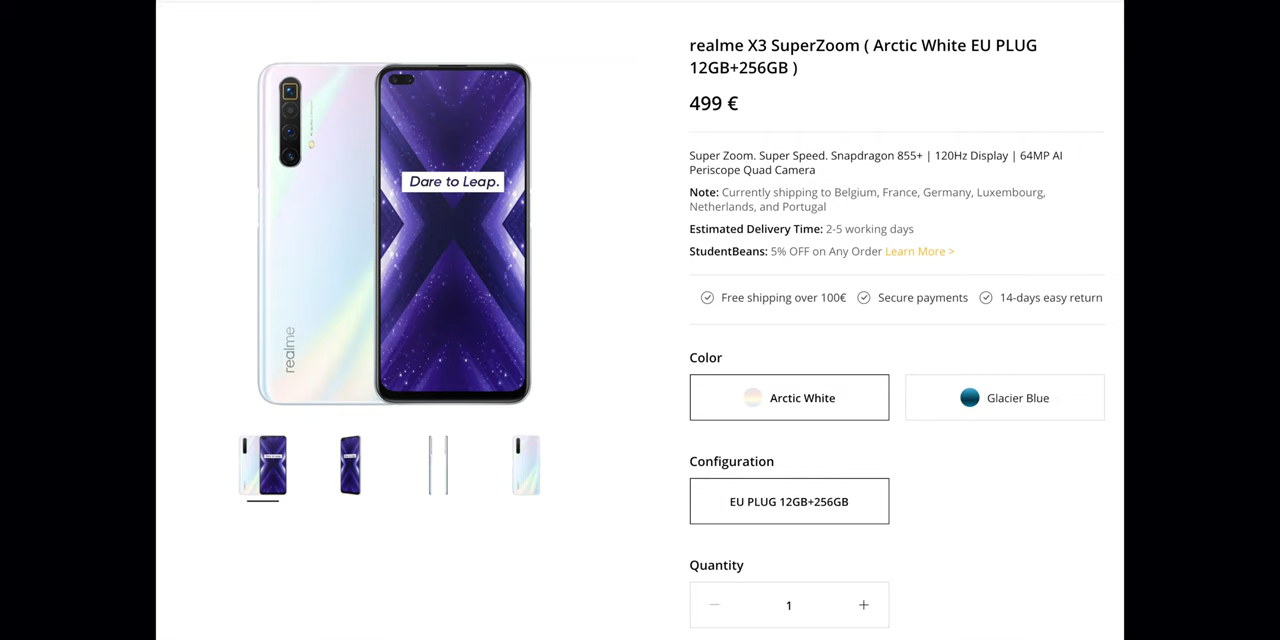 realme X3 SuperZoom ( Arctic White EU PLUG
12GB+256GB )
499 €
Super Zoom. Super Speed. Snapdragon 855+ | 120Hz Display | 64MP AI
Periscope Quad Camera
Note: Currently shipping to Belgium, France, Germany, Luxembourg,
Netherlands, and Portugal
Estimated Delivery Time: 2-5 working days
StudentBeans: 5% OFF on Any Order Learn More >
Free shipping over 100€ Secure payments 14-days easy return
Color
Arctic White Glacier Blue
Configuration
EU PLUG 12GB+256GB
Quantity
1
Dare to Leap.
realme